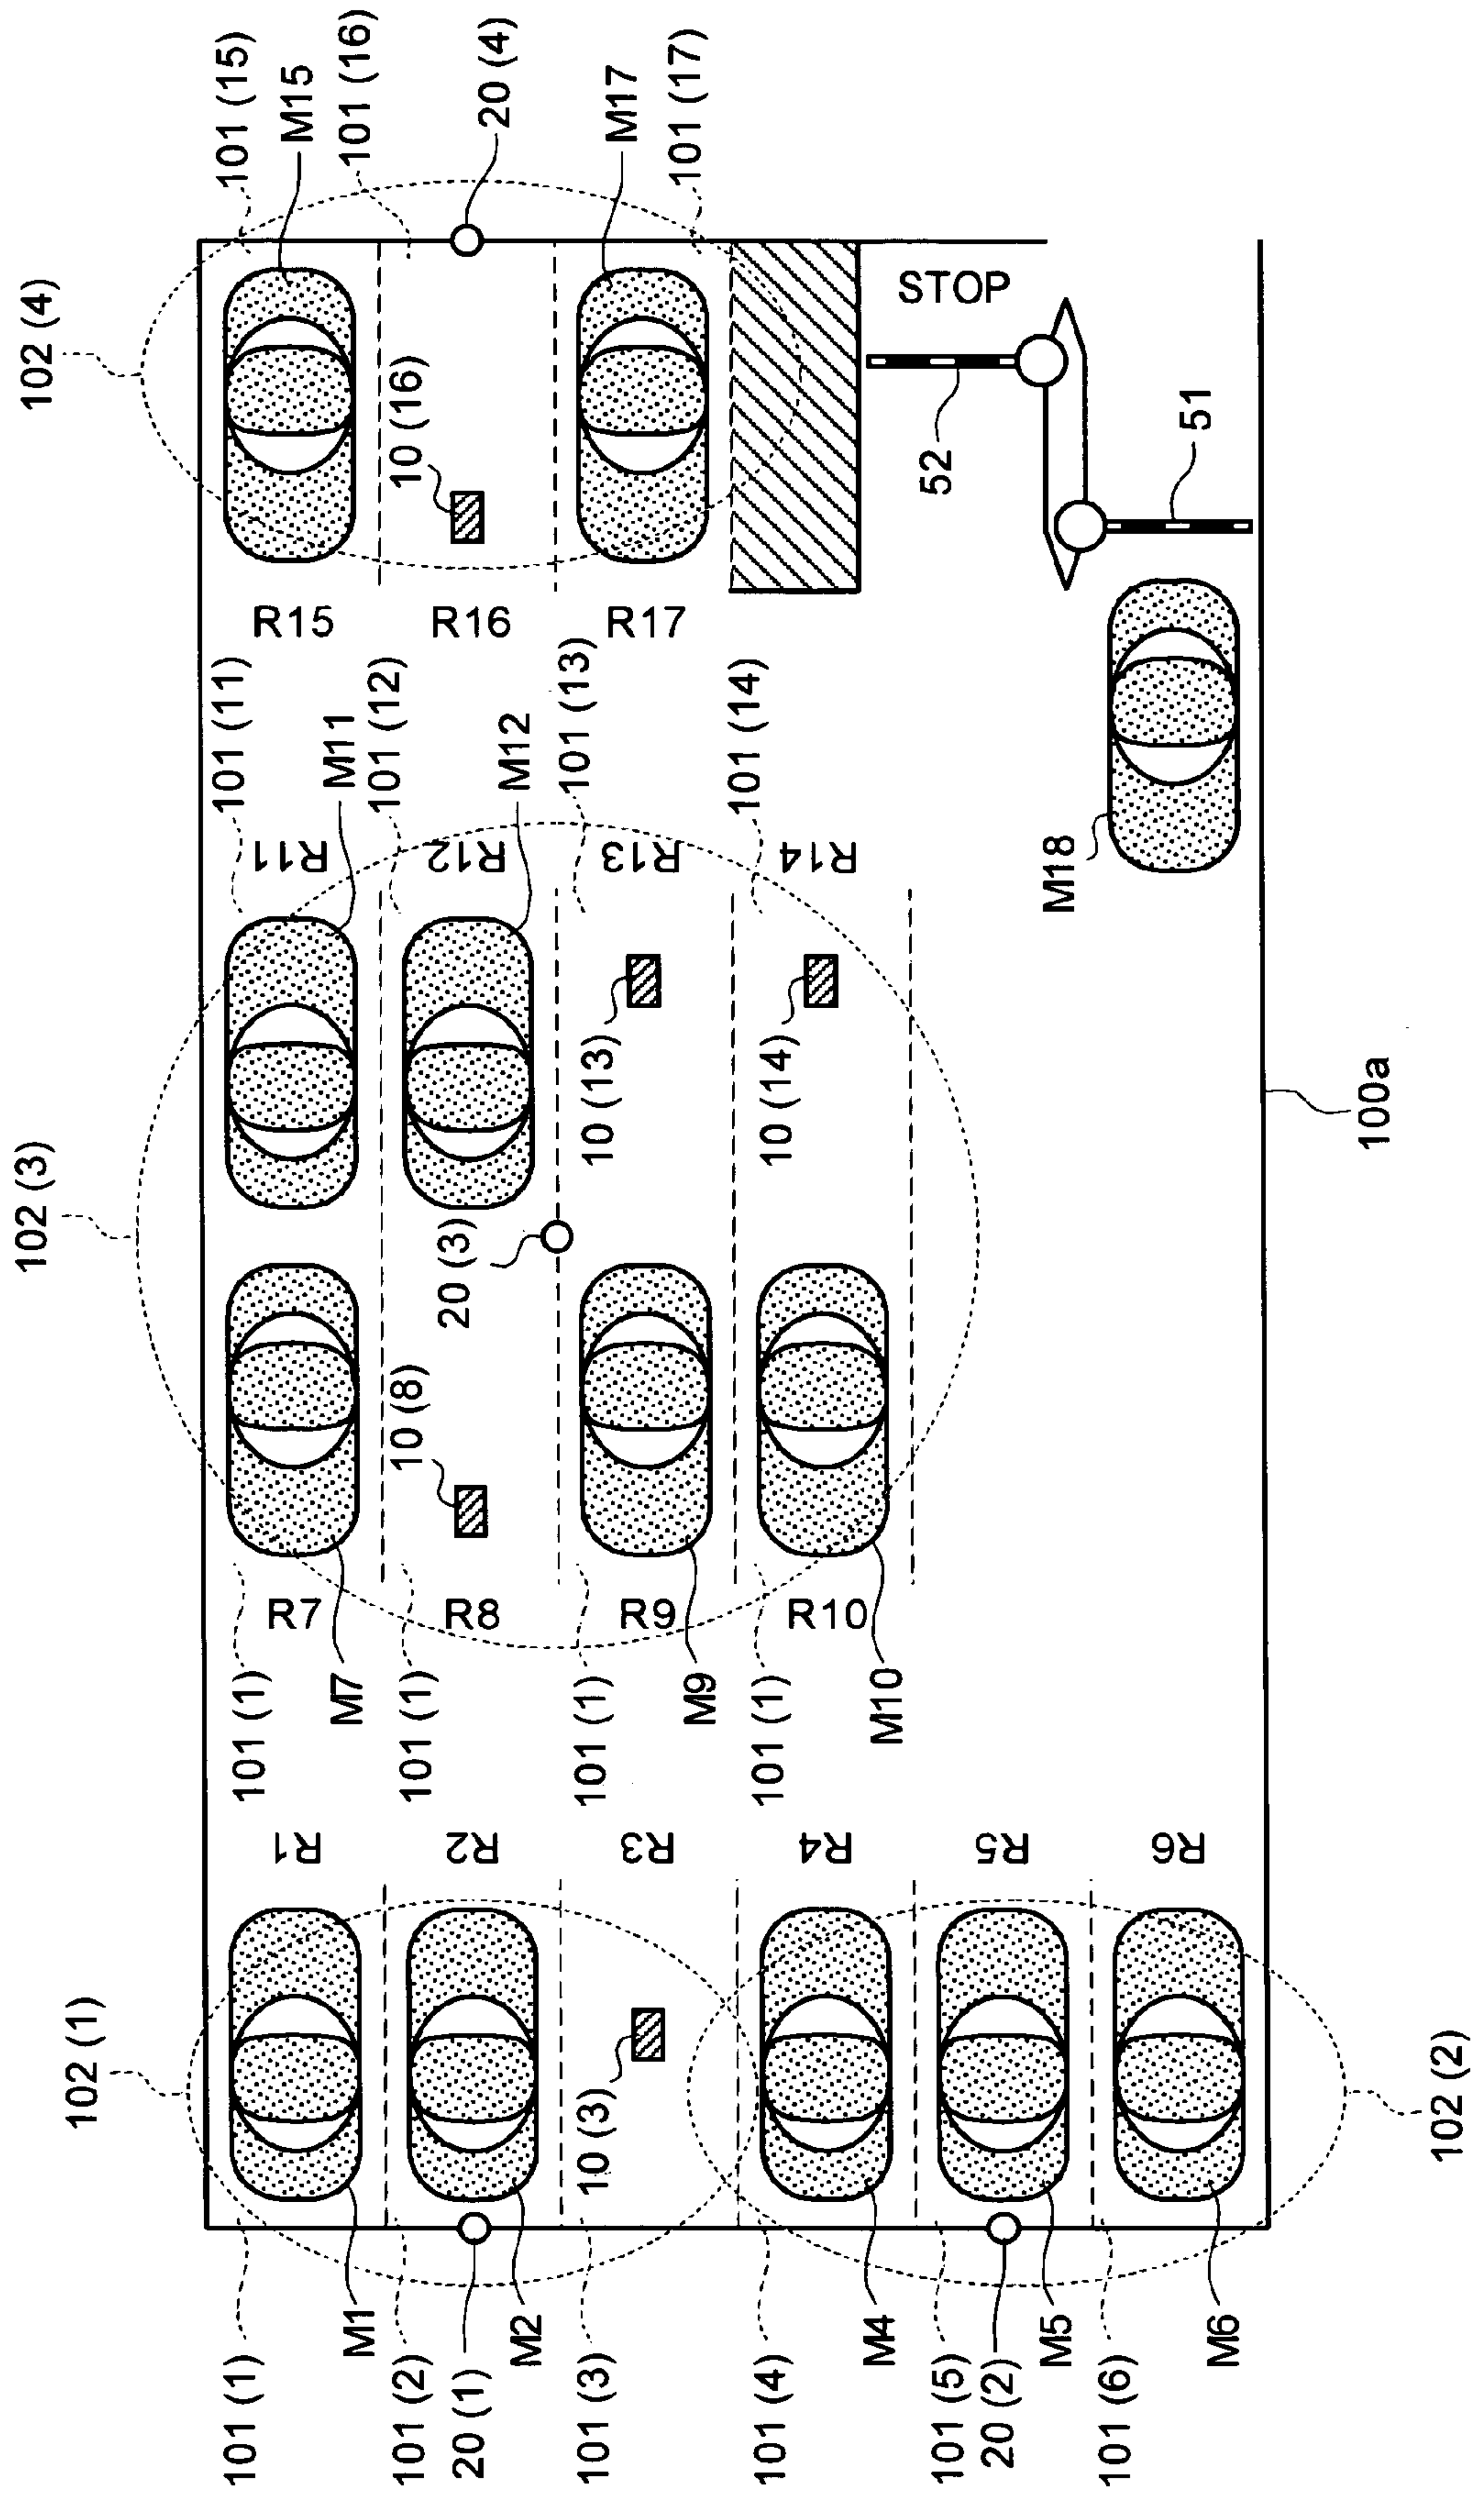 102 (1)
102 (3)
102 (4)
101 (1)
101 (1)
101 (11)
101 (15)
R1
R7
R11
R15
M15
M1
M7
M11
101 (16)
101 (2)
101 (1)
10 (8)
101 (12)
10 (16)
20 (1)
R2
R8
20 (3)
R12
R16
20 (4)
M2
M12
101 (3)
10 (3)
101 (1)
10 (13)
101 (13)
R3
R9
R13
R17
M17
M9
101 (17)
101 (4)
101 (1)
10 (14)
101 (14)
R4
R10
R14
M4
M10
101 (5)
52
STOP
20 (2)
R5
M5
M18
101 (6)
R6
51
M6
100a
102 (2)